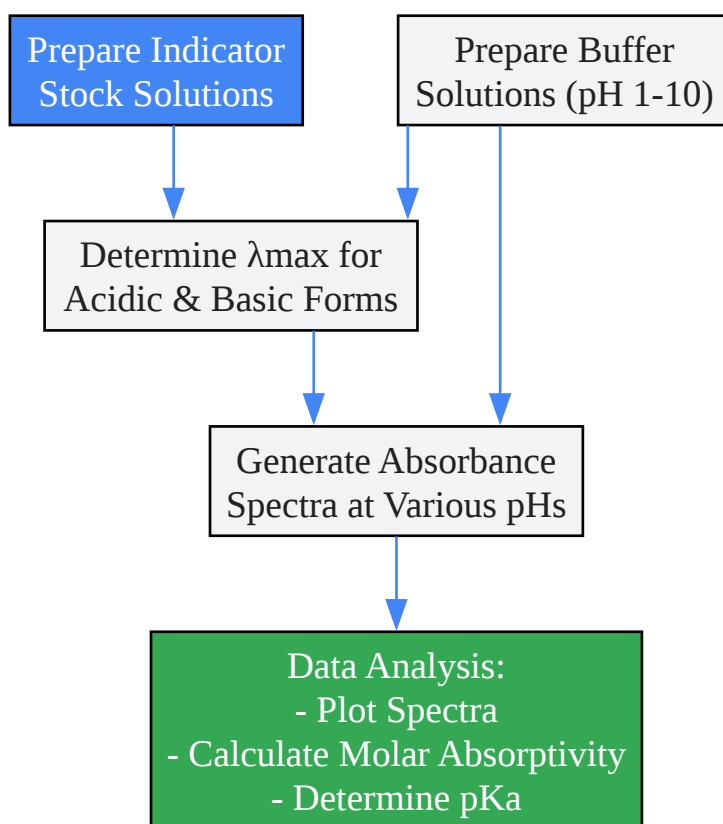 Prepare Indicator
Stock Solutions
Prepare Buffer
Solutions (pH 1-10)
Determine λmax for
Acidic & Basic Forms
Generate Absorbance
Spectra at Various pHs
Data Analysis:
- Plot Spectra
- Calculate Molar Absorptivity
- Determine pKa